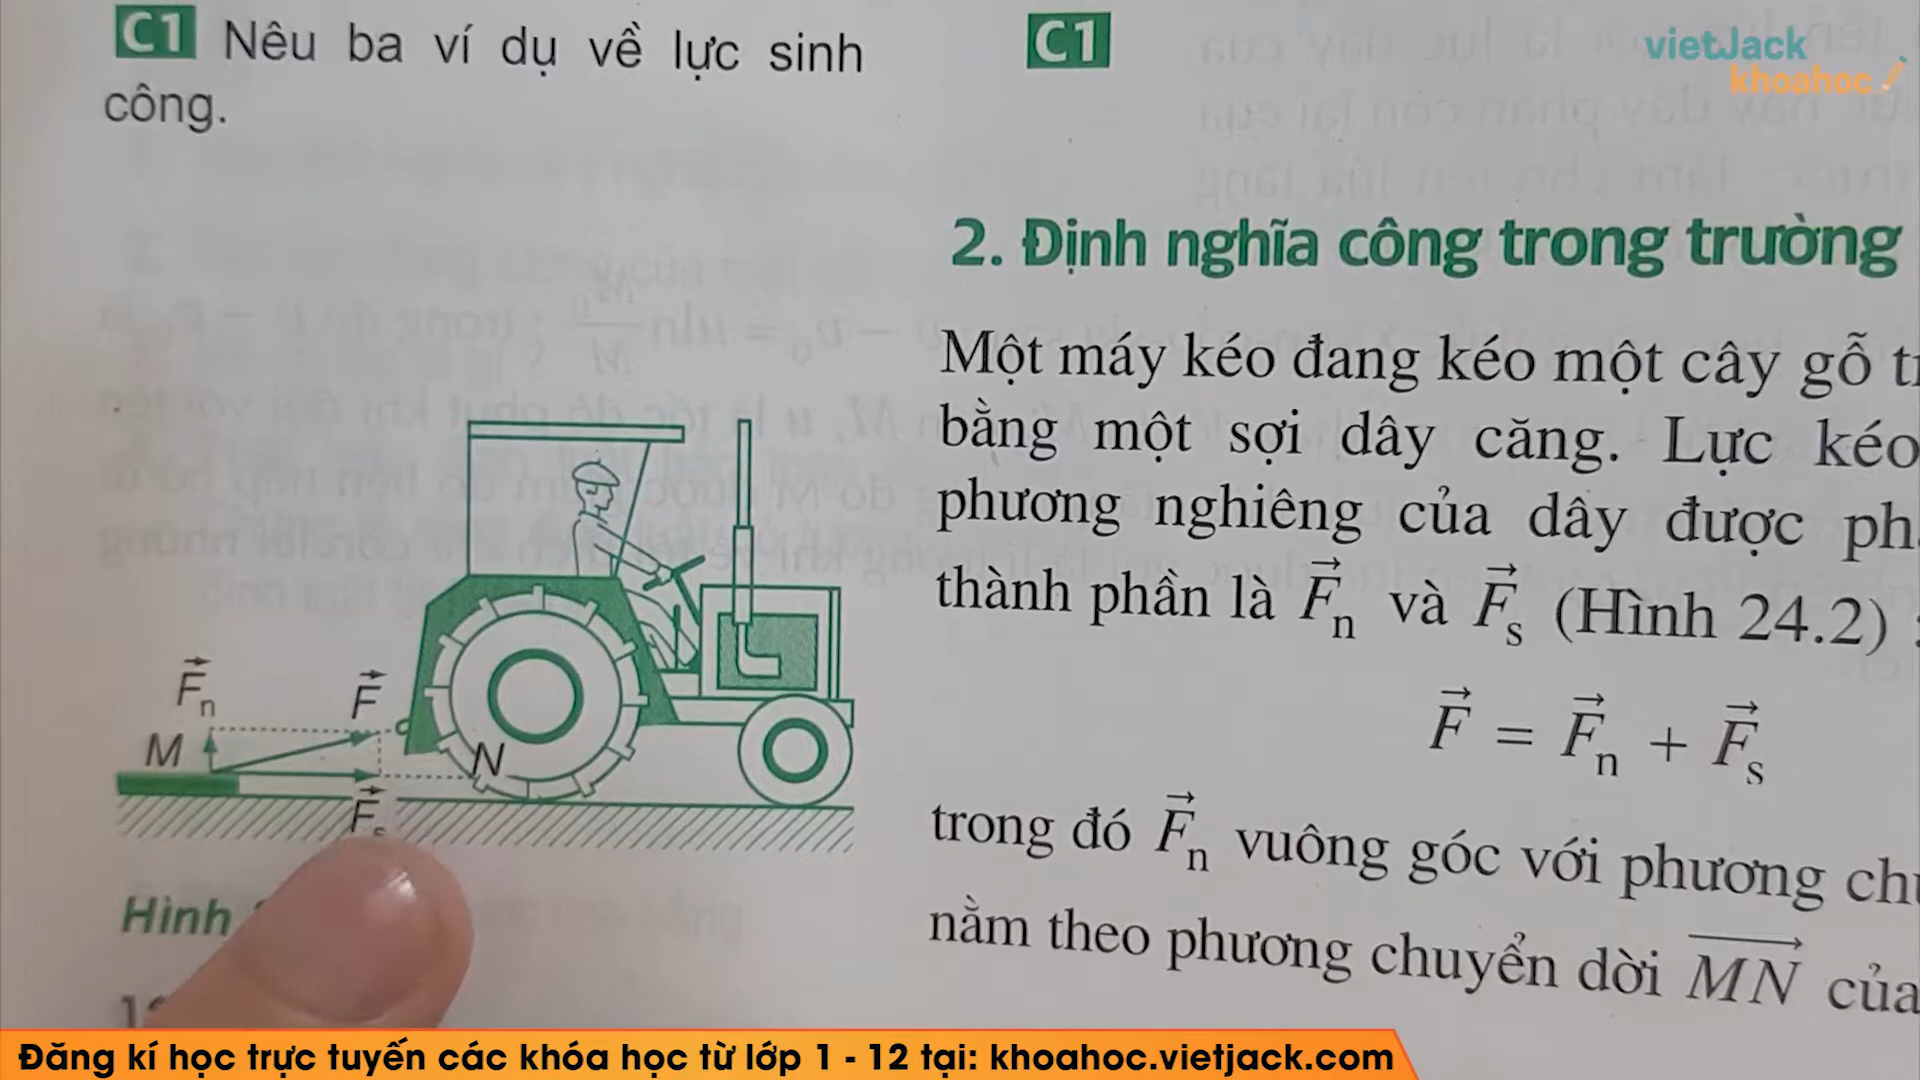 C1 Nêu ba ví dụ về lực sinh
công.
F⃗n
F⃗
M
N
F⃗s
Hình
C1
vietJack
khoahoc
2. Định nghĩa công trong trường
Một máy kéo đang kéo một cây gỗ
bằng một sợi dây căng. Lực kéo
phương nghiêng của dây được
thành phần là F⃗n và F⃗s (Hình 24.2)
F⃗ = F⃗n + F⃗s
trong đó F⃗n vuông góc với phương
nằm theo phương chuyển dời MN⃗ của
Đăng kí học trực tuyến các khóa học từ lớp 1 - 12 tại: khoahoc.vietjack.com